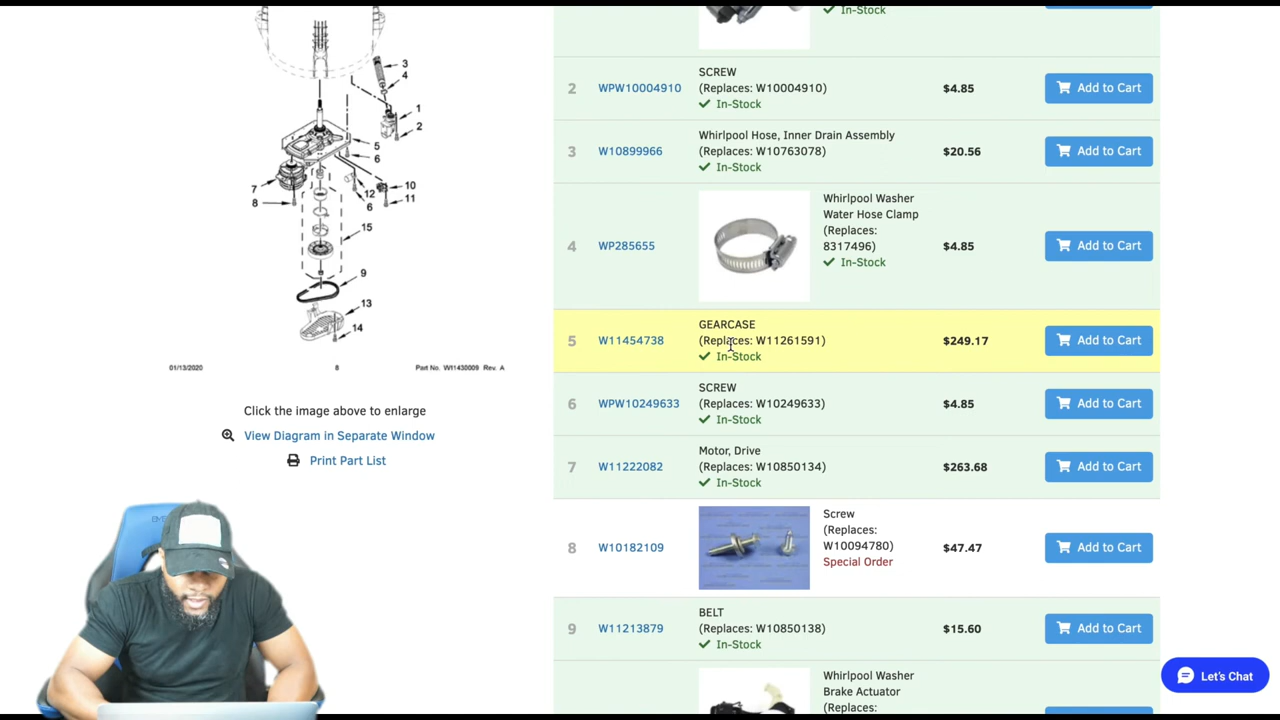 In-Stock
2
WPW10004910
SCREW
(Replaces: W10004910)
In-Stock
$4.85
Add to Cart
3
W10899966
Whirlpool Hose, Inner Drain Assembly
(Replaces: W10763078)
In-Stock
$20.56
Add to Cart
4
WP285655
Whirlpool Washer
Water Hose Clamp
(Replaces:
8317496)
In-Stock
$4.85
Add to Cart
5
W11454738
GEARCASE
(Replaces: W11261591)
In-Stock
$249.17
Add to Cart
6
WPW10249633
SCREW
(Replaces: W10249633)
In-Stock
$4.85
Add to Cart
7
W11222082
Motor, Drive
(Replaces: W10850134)
In-Stock
$263.68
Add to Cart
8
W10182109
Screw
(Replaces:
W10094780)
Special Order
$47.47
Add to Cart
9
W11213879
BELT
(Replaces: W10850138)
In-Stock
$15.60
Add to Cart
Whirlpool Washer
Brake Actuator
(Replaces:
3
4
1
2
5
6
7
8
12
6
10
11
15
9
13
14
01/13/2020
8
Part No. W11430009 Rev. A
Click the image above to enlarge
View Diagram in Separate Window
Print Part List
Let's Chat